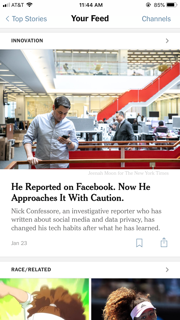 AT&T 11:44 AM 85%
Top Stories Your Feed Channels
INNOVATION
Joshua Bright for The New York Times
He Reported on Facebook. Now He
Approaches It With Caution.
Nick Confessore, an investigative reporter who has
written about social media and data privacy, has
changed his tech habits after what he has learned.
Jan 23
RACE/RELATED